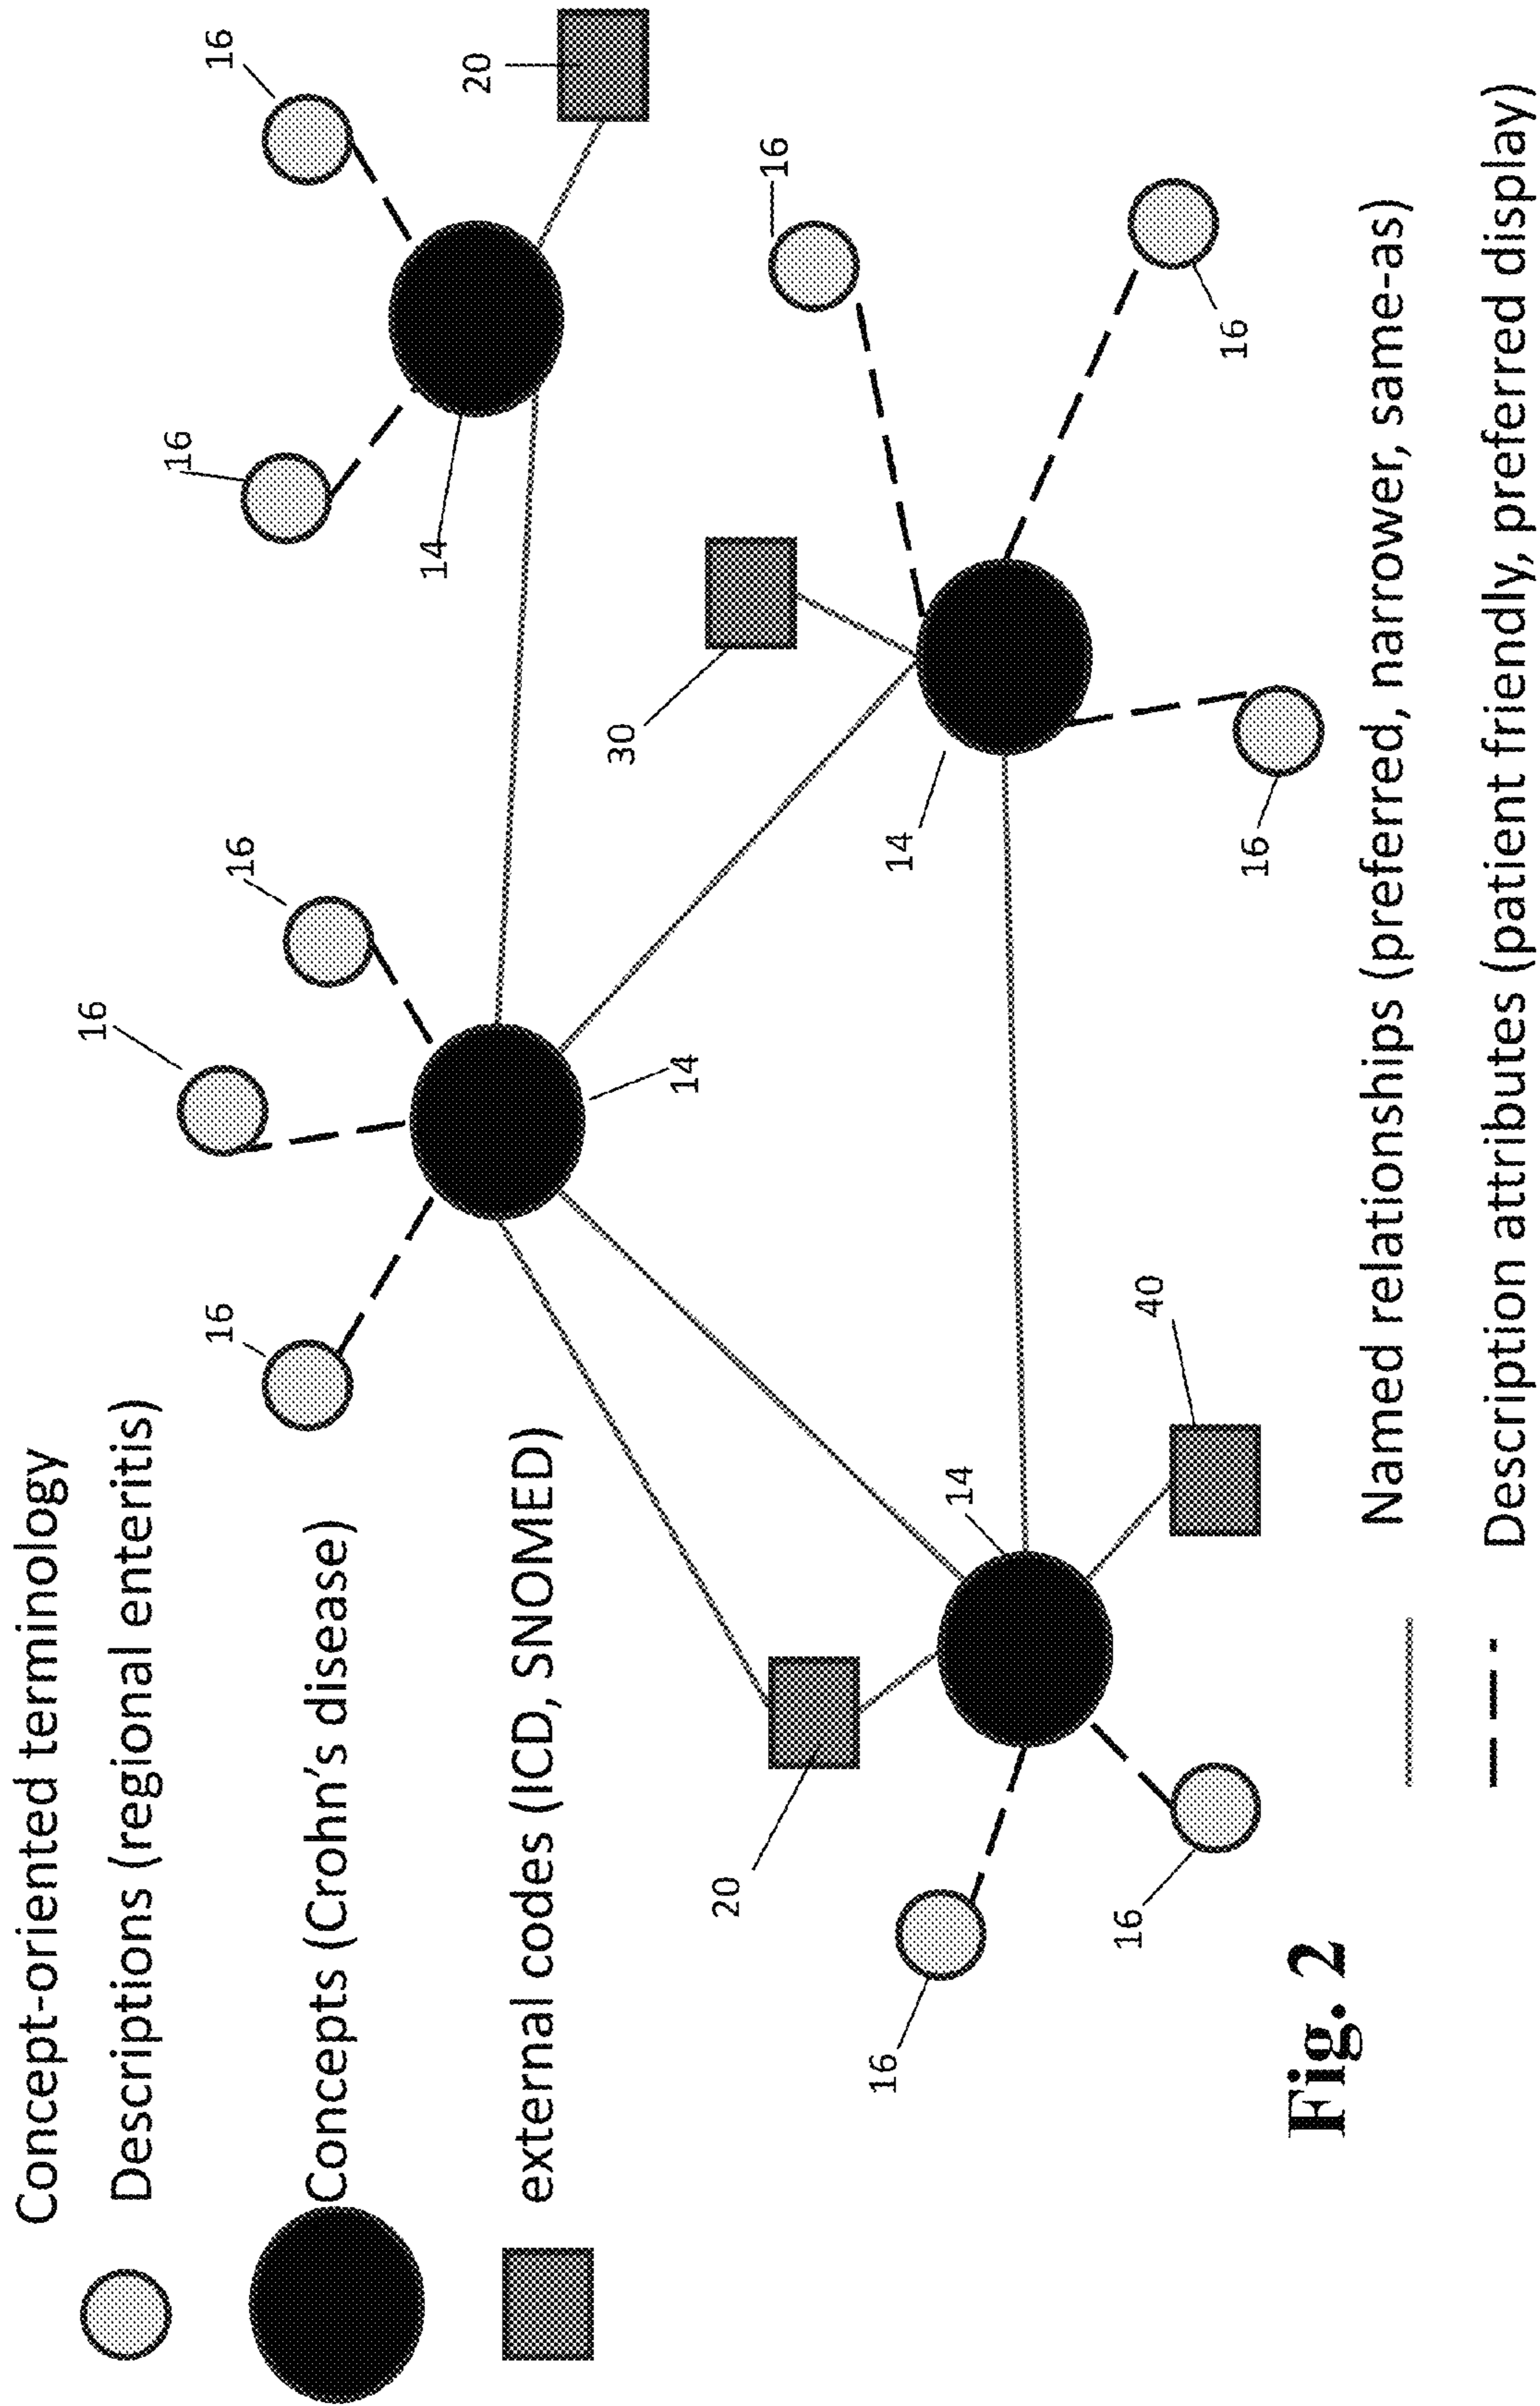 Concept-oriented terminology
16
Descriptions (regional enteritis)
16
16
16
16
Concepts (Crohn's disease)
14
20
external codes (ICD, SNOMED)
30
14
20
16
16
14
14
16
40
16
16
Fig. 2
Named relationships (preferred, narrower, same-as)
Description attributes (patient friendly, preferred display)